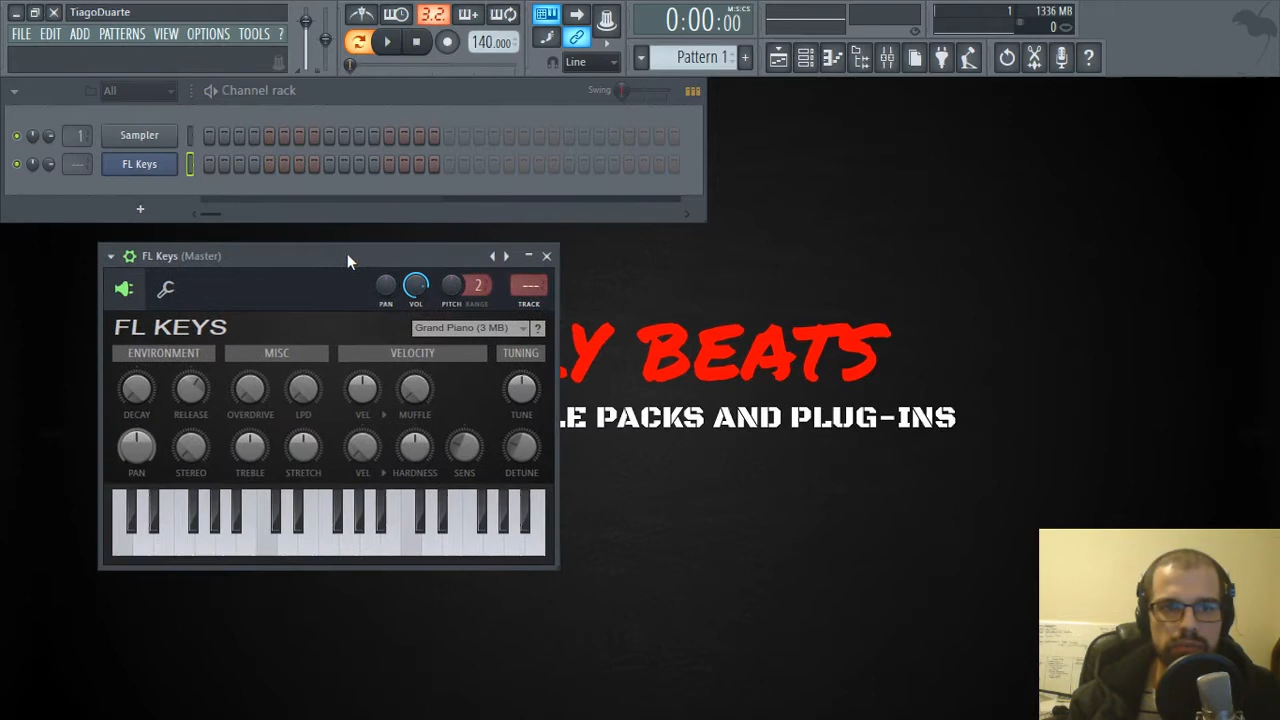 TiagoDuarte
FILE EDIT ADD PATTERNS VIEW OPTIONS TOOLS ?
3.2.
140.000
0:00:00
M:S:CS
Line
Pattern 1
1
1336 MB
0
All
Channel rack
Swing
1
Sampler
---
FL Keys
+
FL Keys (Master)
2
---
PAN VOL PITCH RANGE TRACK
FL KEYS
Grand Piano (3 MB)
?
ENVIRONMENT MISC VELOCITY TUNING
DECAY RELEASE OVERDRIVE LPD VEL MUFFLE TUNE
PAN STEREO TREBLE STRETCH VEL HARDNESS SENS DETUNE
Y BEATS
LE PACKS AND PLUG-INS